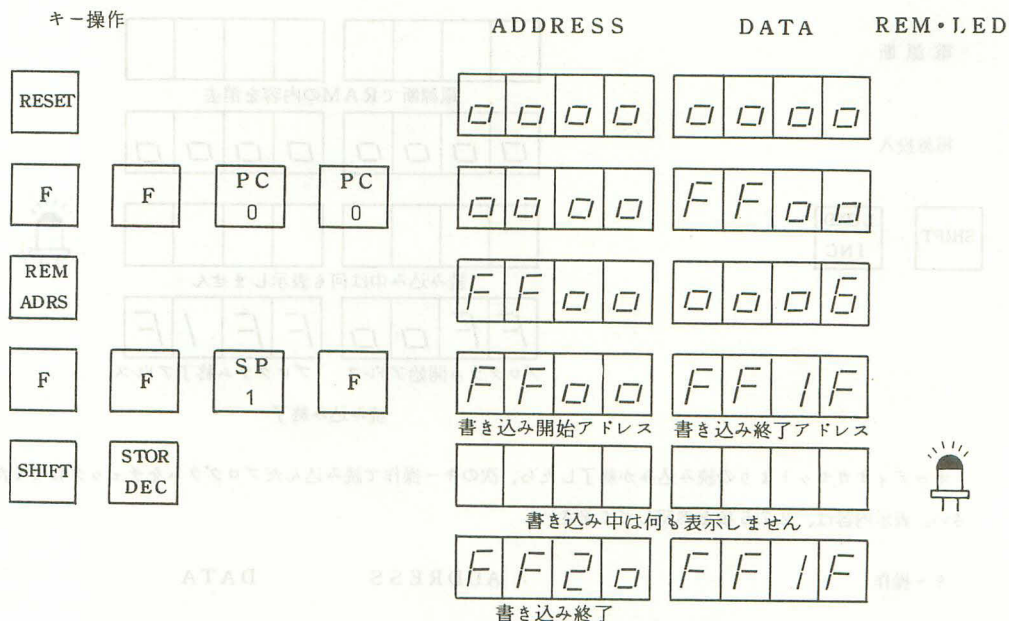 キー操作 ADDRESS DATA REM・LED
RESET 0000 0000
F F PC 0 PC 0 0000 FF00
REM ADRS FF00 0006
F F SP 1 F FF00 FF1F
書き込み開始アドレス 書き込み終了アドレス
SHIFT STOR DEC
書き込み中は何も表示しません
FF20 FF1F
書き込み終了